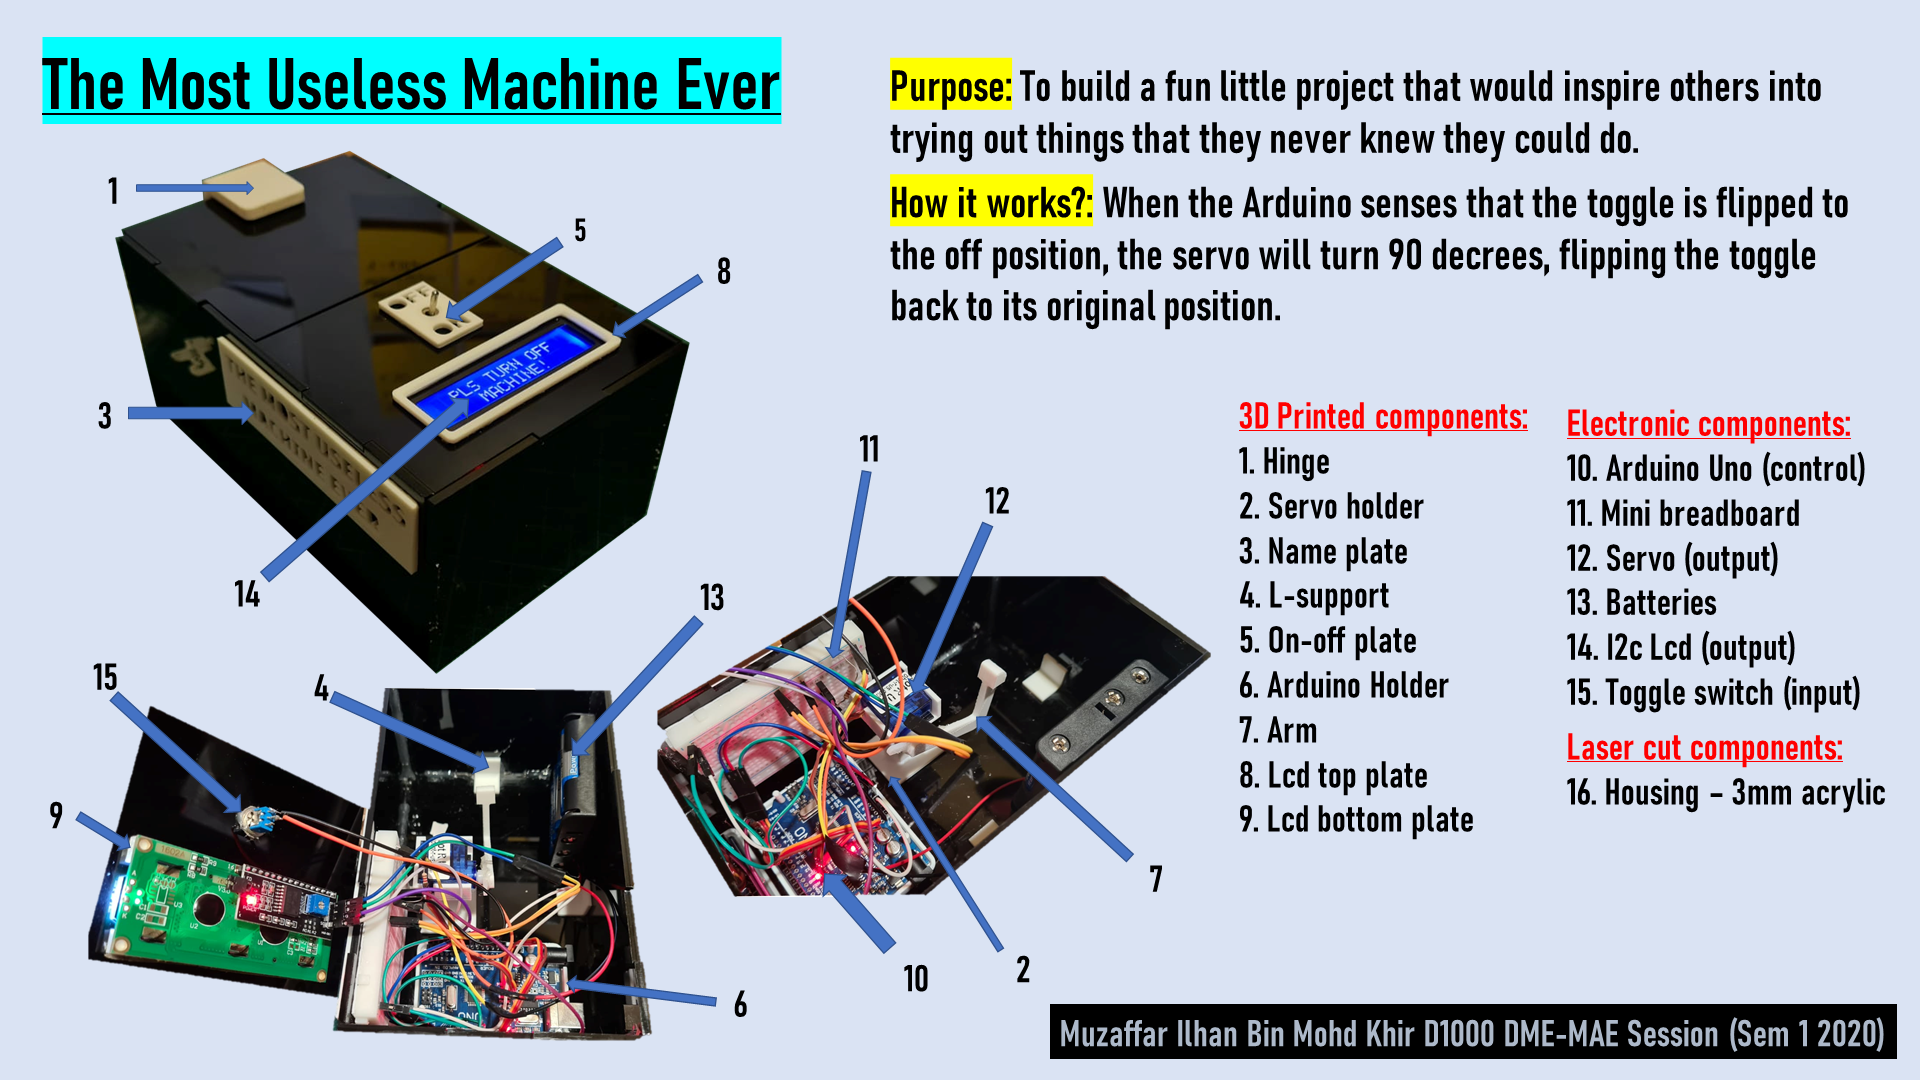 The Most Useless Machine Ever
Purpose: To build a fun little project that would inspire others into
trying out things that they never knew they could do.
How it works?: When the Arduino senses that the toggle is flipped to
the off position, the servo will turn 90 decrees, flipping the toggle
back to its original position.
1
5
8
3
14
PLS TURN OFF
MACHINE!
THE MOST USELESS
MACHINE EVER
11
12
13
4
15
9
6
7
2
10
1602A
UNO
3D Printed components:
1. Hinge
2. Servo holder
3. Name plate
4. L-support
5. On-off plate
6. Arduino Holder
7. Arm
8. Lcd top plate
9. Lcd bottom plate
Electronic components:
10. Arduino Uno (control)
11. Mini breadboard
12. Servo (output)
13. Batteries
14. I2c Lcd (output)
15. Toggle switch (input)
Laser cut components:
16. Housing - 3mm acrylic
Muzaffar Ilhan Bin Mohd Khir D1000 DME-MAE Session (Sem 1 2020)